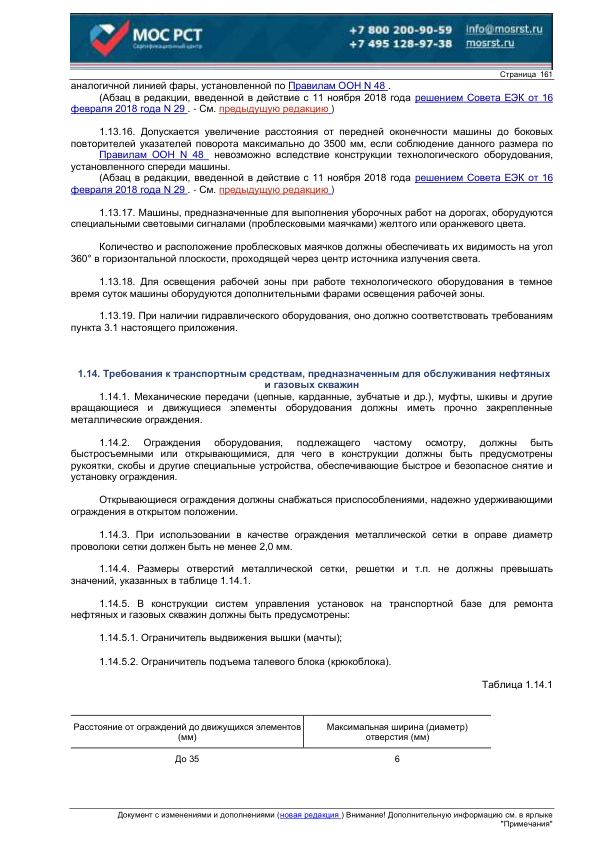 МОС РСТ
Сертификационный центр
+7 800 200-90-59
+7 495 128-97-38
info@mosrst.ru
mosrst.ru
Страница 161
аналогичной линией фары, установленной по Правилам ООН N 48 .
(Абзац в редакции, введенной в действие с 11 ноября 2018 года решением Совета ЕЭК от 16
февраля 2018 года N 29 . - См. предыдущую редакцию )
1.13.16. Допускается увеличение расстояния от передней оконечности машины до боковых
повторителей указателей поворота максимально до 3500 мм, если соблюдение данного размера по
Правилам ООН N 48 невозможно вследствие конструкции технологического оборудования,
установленного спереди машины.
(Абзац в редакции, введенной в действие с 11 ноября 2018 года решением Совета ЕЭК от 16
февраля 2018 года N 29 . - См. предыдущую редакцию )
1.13.17. Машины, предназначенные для выполнения уборочных работ на дорогах, оборудуются
специальными световыми сигналами (проблесковыми маячками) желтого или оранжевого цвета.
Количество и расположение проблесковых маячков должны обеспечивать их видимость на угол
360° в горизонтальной плоскости, проходящей через центр источника излучения света.
1.13.18. Для освещения рабочей зоны при работе технологического оборудования в темное
время суток машины оборудуются дополнительными фарами освещения рабочей зоны.
1.13.19. При наличии гидравлического оборудования, оно должно соответствовать требованиям
пункта 3.1 настоящего приложения.
1.14. Требования к транспортным средствам, предназначенным для обслуживания нефтяных
и газовых скважин
1.14.1. Механические передачи (цепные, карданные, зубчатые и др.), муфты, шкивы и другие
вращающиеся и движущиеся элементы оборудования должны иметь прочно закрепленные
металлические ограждения.
1.14.2. Ограждения оборудования, подлежащего частому осмотру, должны быть
быстросъемными или открывающимися, для чего в конструкции должны быть предусмотрены
рукоятки, скобы и другие специальные устройства, обеспечивающие быстрое и безопасное снятие и
установку ограждения.
Открывающиеся ограждения должны снабжаться приспособлениями, надежно удерживающими
ограждения в открытом положении.
1.14.3. При использовании в качестве ограждения металлической сетки в оправе диаметр
проволоки сетки должен быть не менее 2,0 мм.
1.14.4. Размеры отверстий металлической сетки, решетки и т.п. не должны превышать
значений, указанных в таблице 1.14.1.
1.14.5. В конструкции систем управления установок на транспортной базе для ремонта
нефтяных и газовых скважин должны быть предусмотрены:
1.14.5.1. Ограничитель выдвижения вышки (мачты);
1.14.5.2. Ограничитель подъема талевого блока (крюкоблока).
Таблица 1.14.1
Расстояние от ограждений до движущихся элементов
(мм)
Максимальная ширина (диаметр)
отверстия (мм)
До 35
6
Документ с изменениями и дополнениями (новая редакция ) Внимание! Дополнительную информацию см. в ярлыке
"Примечания"